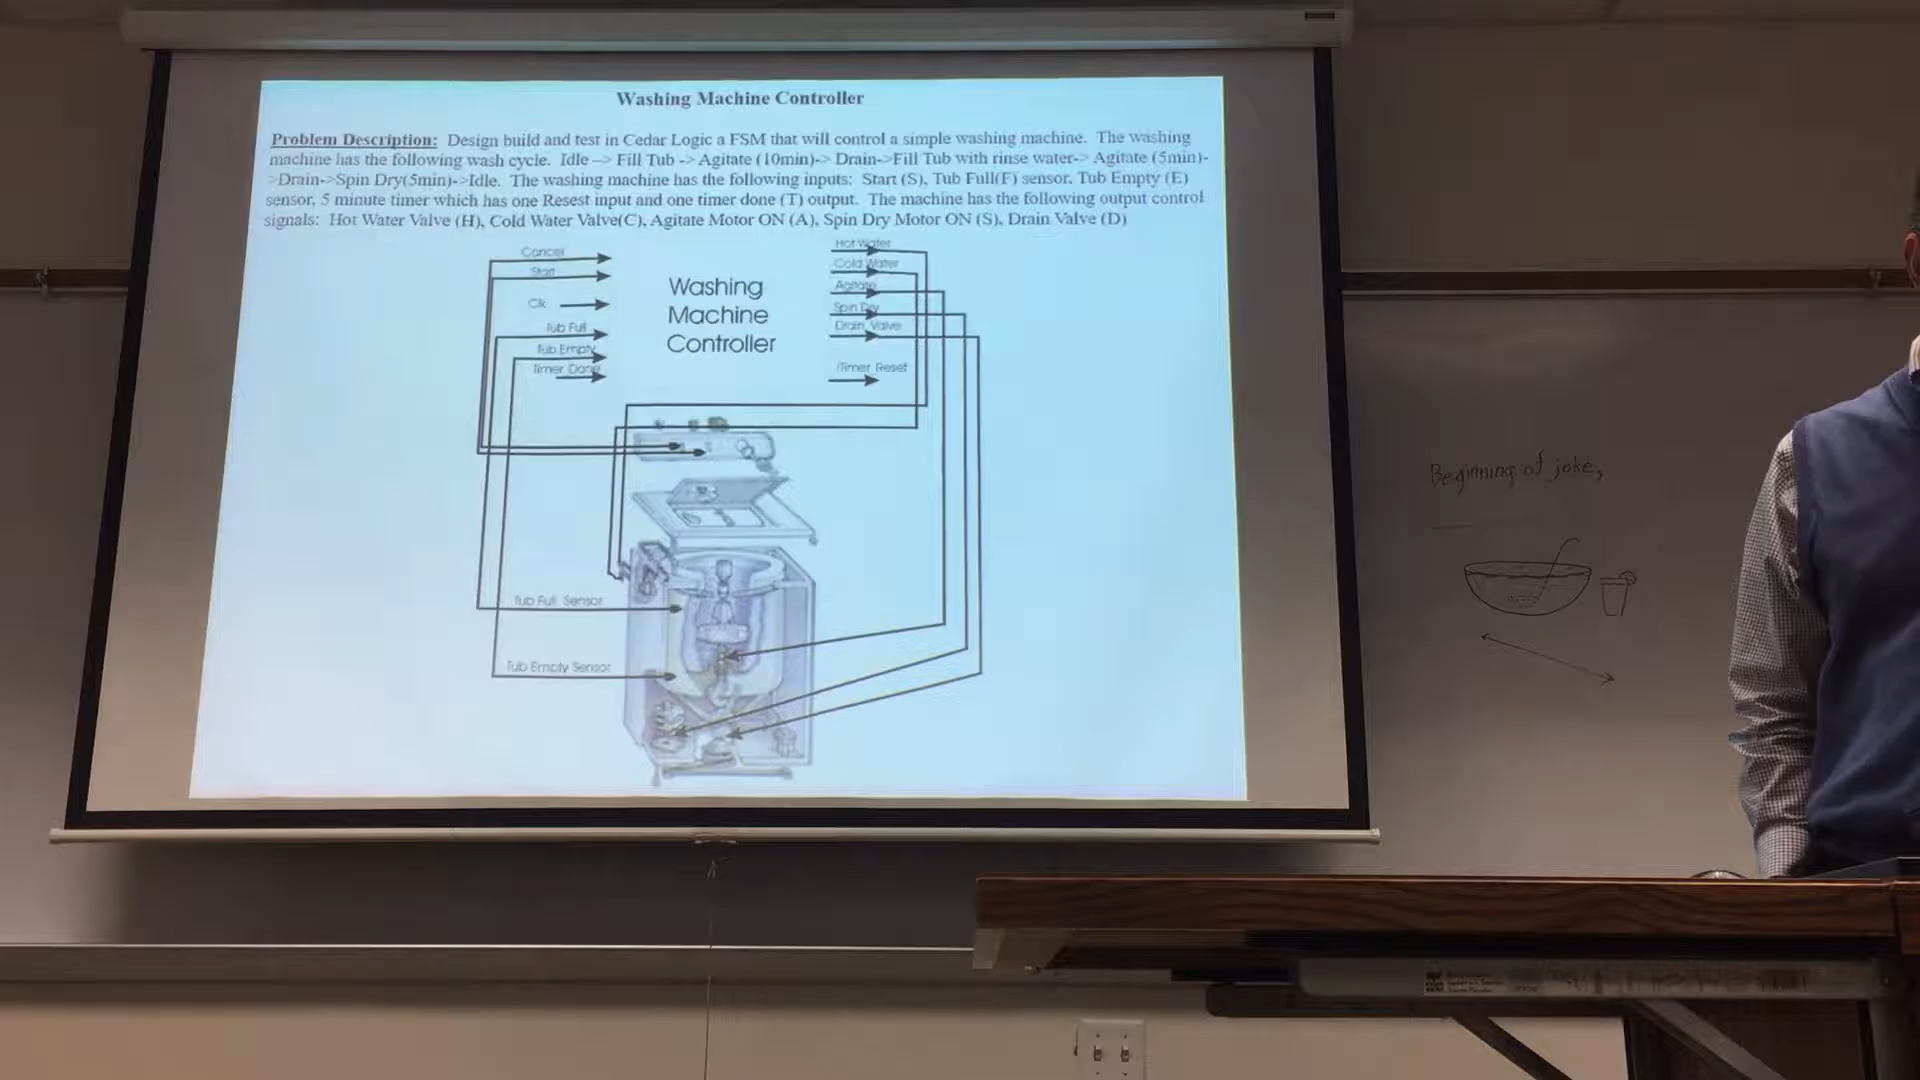 Washing Machine Controller
Problem Description: Design build and test in Cedar Logic a FSM that will control a simple washing machine. The washing
machine has the following wash cycle. Idle --> Fill Tub -> Agitate (10min)-> Drain->Fill Tub with rinse water-> Agitate (5min)-
>Drain->Spin Dry(5min)->Idle. The washing machine has the following inputs: Start (S), Tub Full(F) sensor, Tub Empty (E)
sensor, 5 minute timer which has one Resest input and one timer done (T) output. The machine has the following output control
signals: Hot Water Valve (H), Cold Water Valve(C), Agitate Motor ON (A), Spin Dry Motor ON (S), Drain Valve (D)
Cancel
Start
Clk
Tub Full
Tub Empty
Timer Done
Washing
Machine
Controller
Hot Water
Cold Water
Agitate
Spin Dry
Drain Valve
/Timer Reset
Tub Full Sensor
Tub Empty Sensor
Beginning of joke,